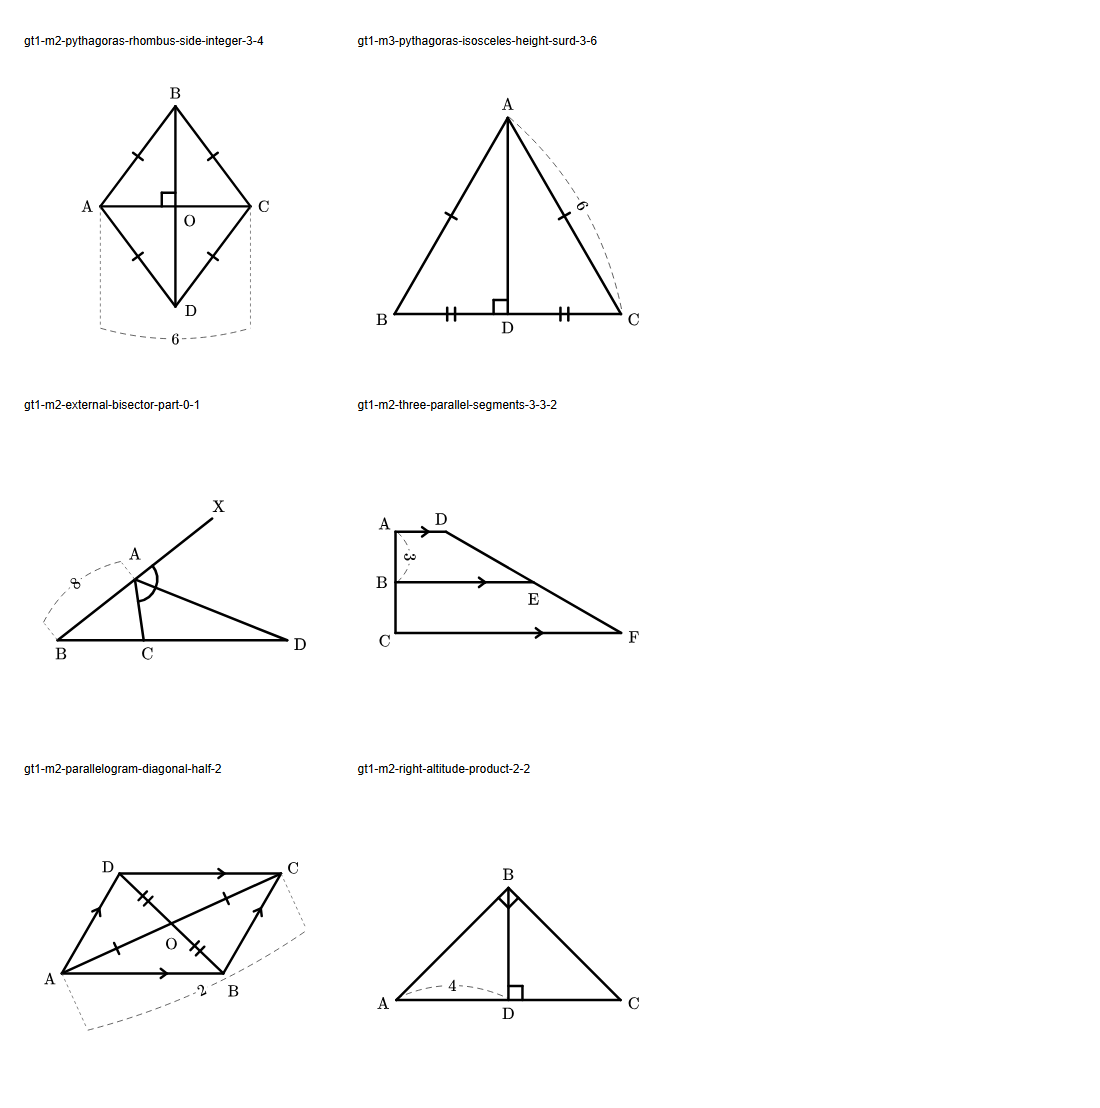 gt1-m2-pythagoras-rhombus-side-integer-3-4
B
A
C
O
D
6
gt1-m3-pythagoras-isosceles-height-surd-3-6
A
6
B
D
C
gt1-m2-external-bisector-part-0-1
X
A
8
B
C
D
gt1-m2-three-parallel-segments-3-3-2
A
D
3
B
E
C
F
gt1-m2-parallelogram-diagonal-half-2
D
C
O
A
2
B
gt1-m2-right-altitude-product-2-2
B
4
A
D
C